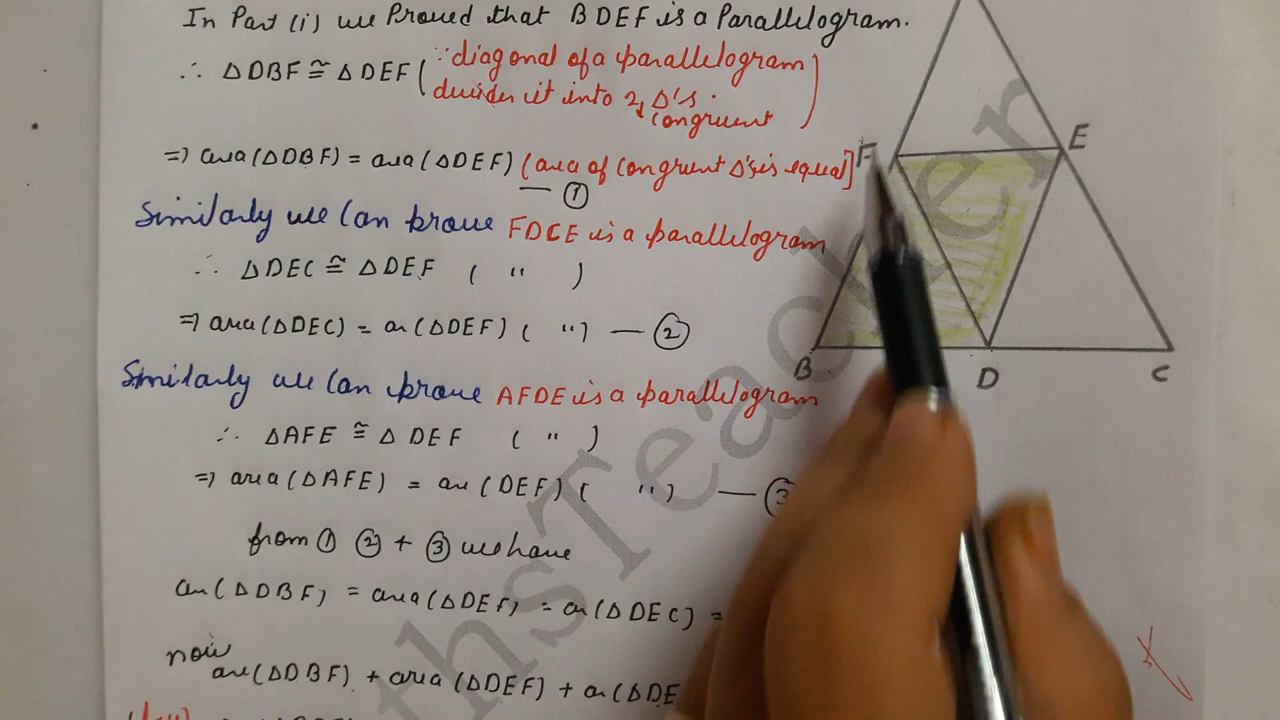 In Part (i) we Proved that BDEF is a Parallelogram.
∴ ΔDBF ≅ ΔDEF (∵ diagonal of a parallelogram
divides it into 2 Δ's.
congruent )
⇒ area(ΔDBF) = area(ΔDEF) (area of congruent Δ's is equal]
— ①
Similarly we can prove FDCE is a parallelogram
∴ ΔDEC ≅ ΔDEF ( " )
⇒ area(ΔDEC) = ar(ΔDEF) ( ") — ②
Similarly we can prove AFDE is a parallelogram
∴ ΔAFE ≅ ΔDEF ( " )
⇒ area(ΔAFE) = ar(DEF) ( ") — ③
from ① ② + ③ we have
ar(ΔDBF) = area(ΔDEF) = ar(ΔDEC) =
now
are(ΔDBF) + area(ΔDEF) + ar(ΔDE
F
E
B
D
C
thsTeacher